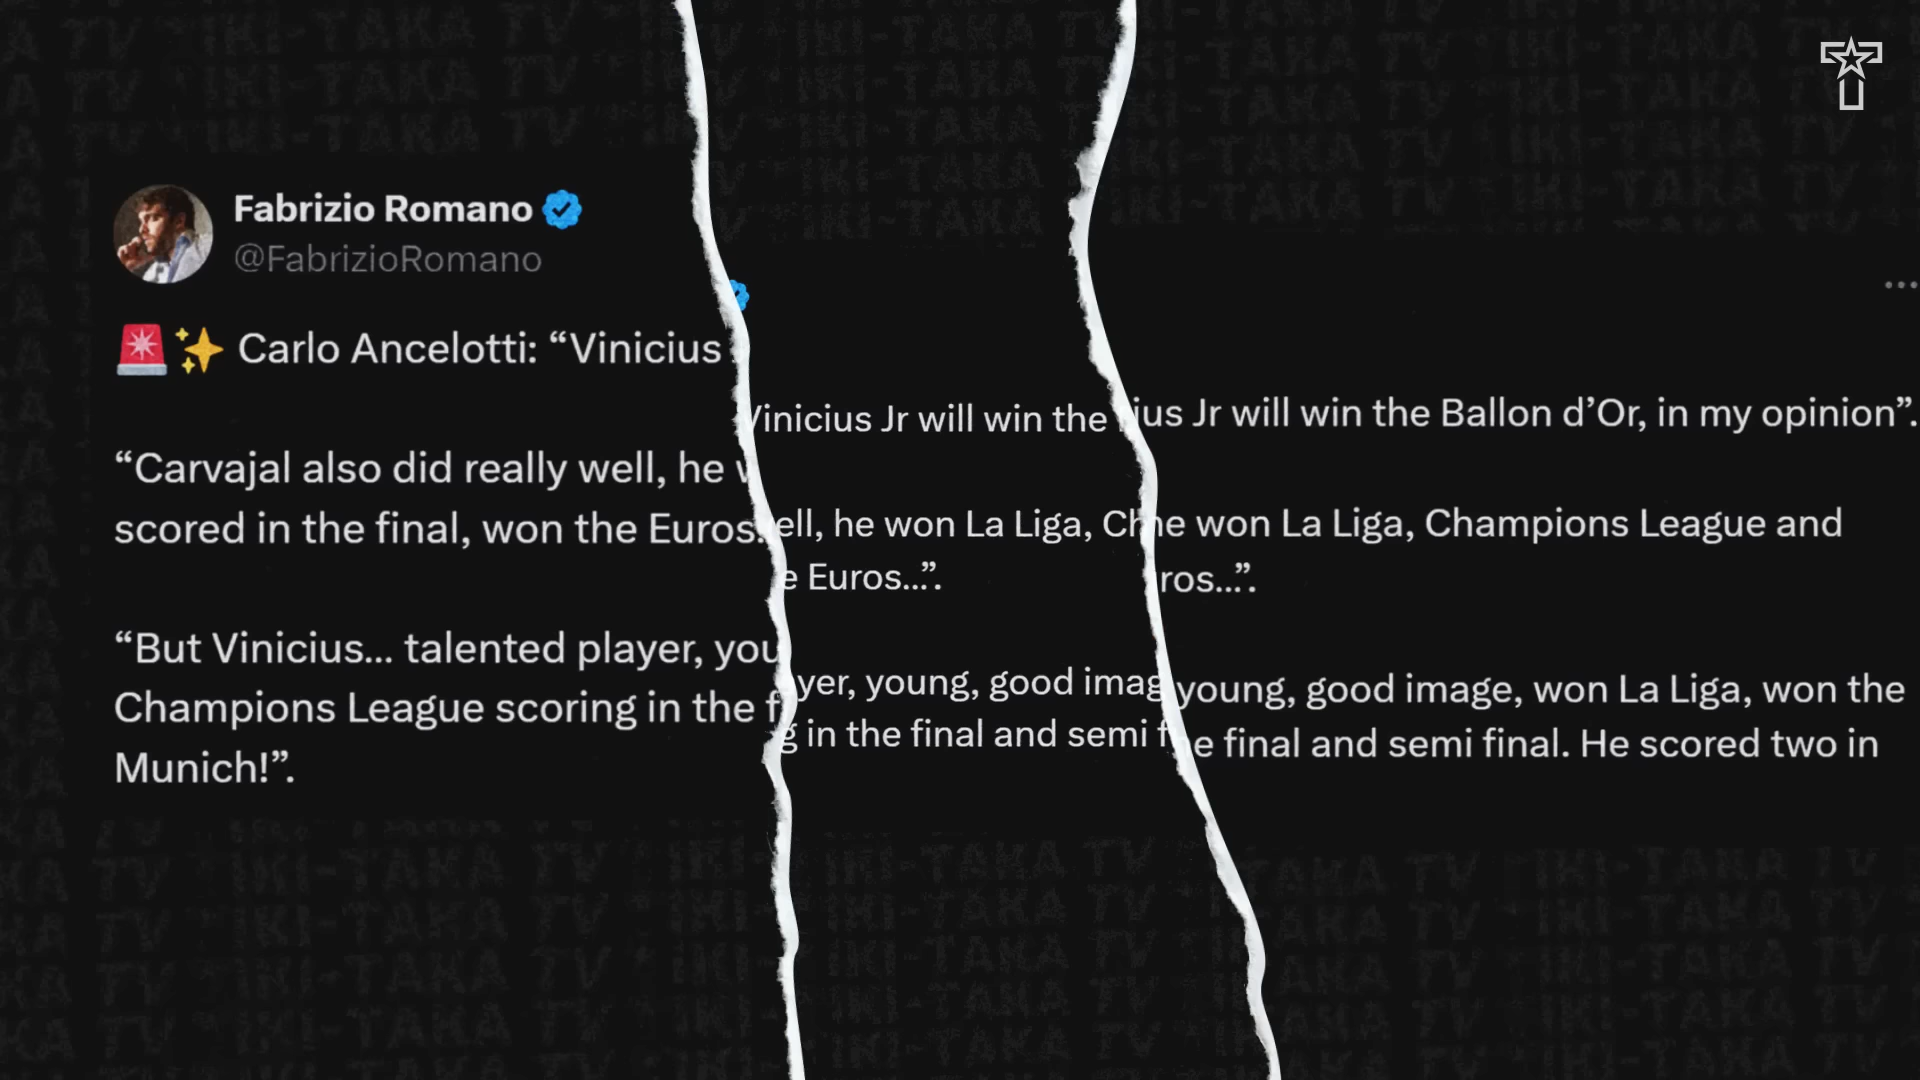 Fabrizio Romano
@FabrizioRomano
🚨✨ Carlo Ancelotti: “Vinicius
“Carvajal also did really well, he
scored in the final, won the Euros.
“But Vinicius... talented player, you
Champions League scoring in the f
Munich!”.
Vinicius Jr will win the
ell, he won La Liga, Ch
e Euros...”.
yer, young, good imag
g in the final and semi f
ius Jr will win the Ballon d’Or, in my opinion”.
he won La Liga, Champions League and
ros...”.
young, good image, won La Liga, won the
e final and semi final. He scored two in